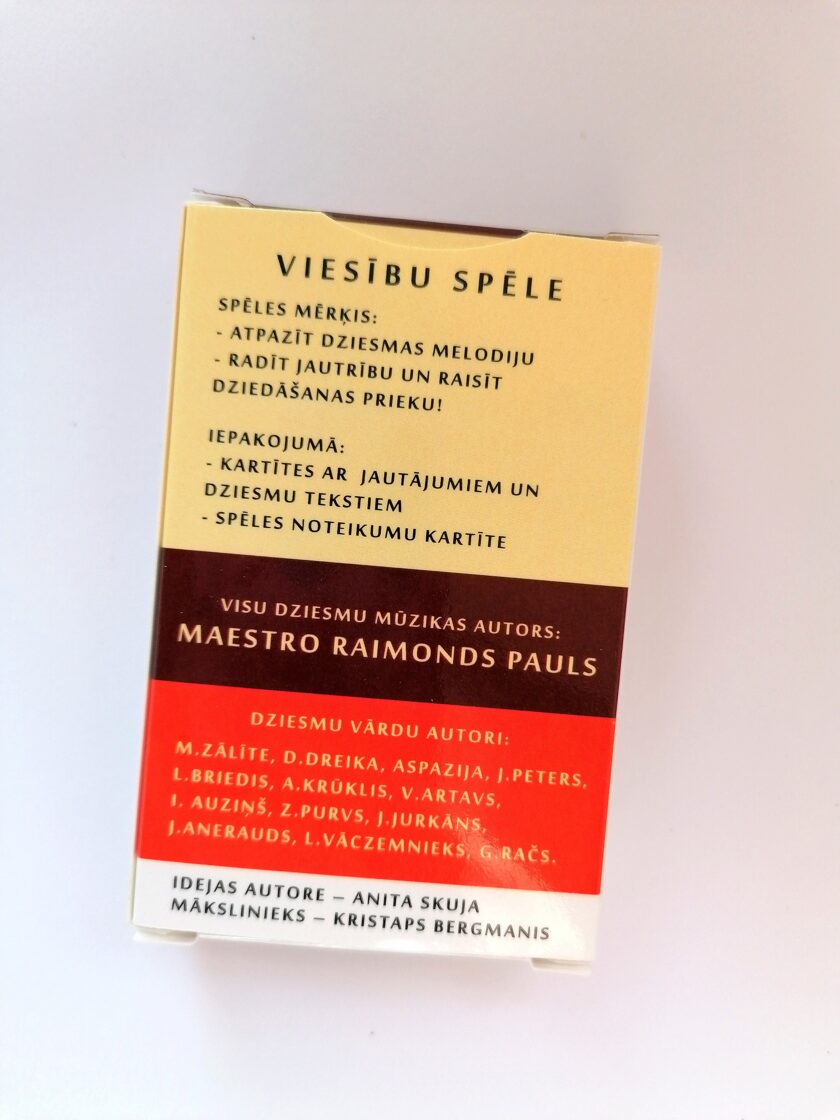 VIESĪBU SPĒLE
SPĒLES MĒRĶIS:
- ATPAZĪT DZIESMAS MELODIJU
- RADĪT JAUTRĪBU UN RAISĪT
DZIEDĀŠANAS PRIEKU!
IEPAKOJUMĀ:
- KARTĪTES AR JAUTĀJUMIEM UN
DZIESMU TEKSTIEM
- SPĒLES NOTEIKUMU KARTĪTE
VISU DZIESMU MŪZIKAS AUTORS:
MAESTRO RAIMONDS PAULS
DZIESMU VĀRDU AUTORI:
M.ZĀLĪTE, D.DREIKA, ASPAZIJA, J.PETERS,
L.BRIEDIS, A.KRŪKLIS, V.ARTAVS,
I. AUZIŅŠ, Z.PURVS, J.JURKĀNS,
J.ANERAUDS, L.VĀCZEMNIEKS, G.RAČS.
IDEJAS AUTORE – ANITA SKUJA
MĀKSLINIEKS – KRISTAPS BERGMANIS